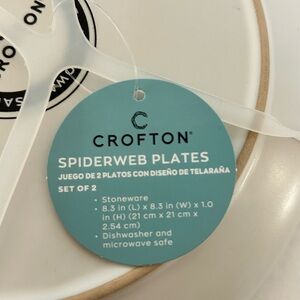 CROFTON
CROFTON®
SPIDERWEB PLATES
JUEGO DE 2 PLATOS CON DISEÑO DE TELARAÑA
SET OF 2
• Stoneware
• 8.3 in (L) x 8.3 in (W) x 1.0
in (H) (21 cm x 21 cm x
2.54 cm)
• Dishwasher and
microwave safe